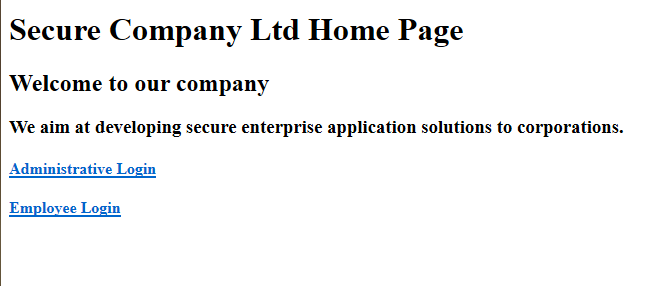 Secure Company Ltd Home Page
Welcome to our company
We aim at developing secure enterprise application solutions to corporations.
Administrative Login
Employee Login